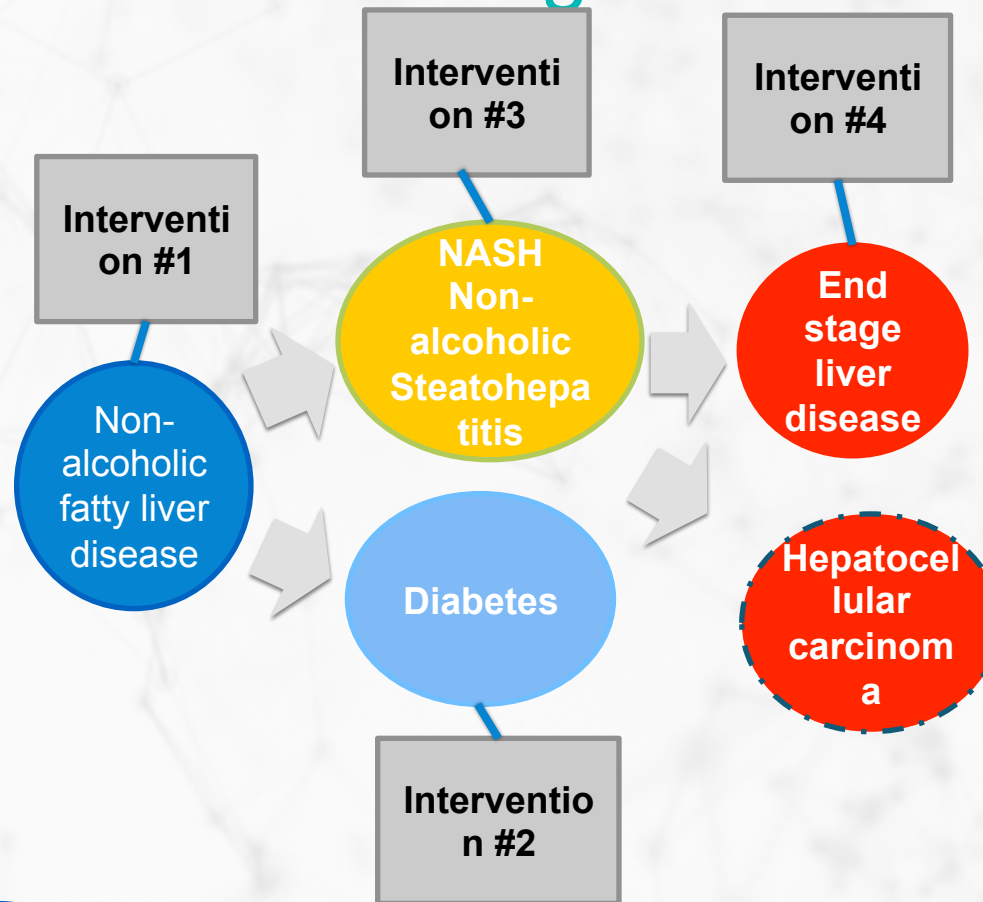 Interventi
on #3
Interventi
on #4
Interventi
on #1
NASH
Non-
alcoholic
Steatohepa
titis
End
stage
liver
disease
Non-
alcoholic
fatty liver
disease
Diabetes
Hepatocel
lular
carcinom
a
Interventio
n #2